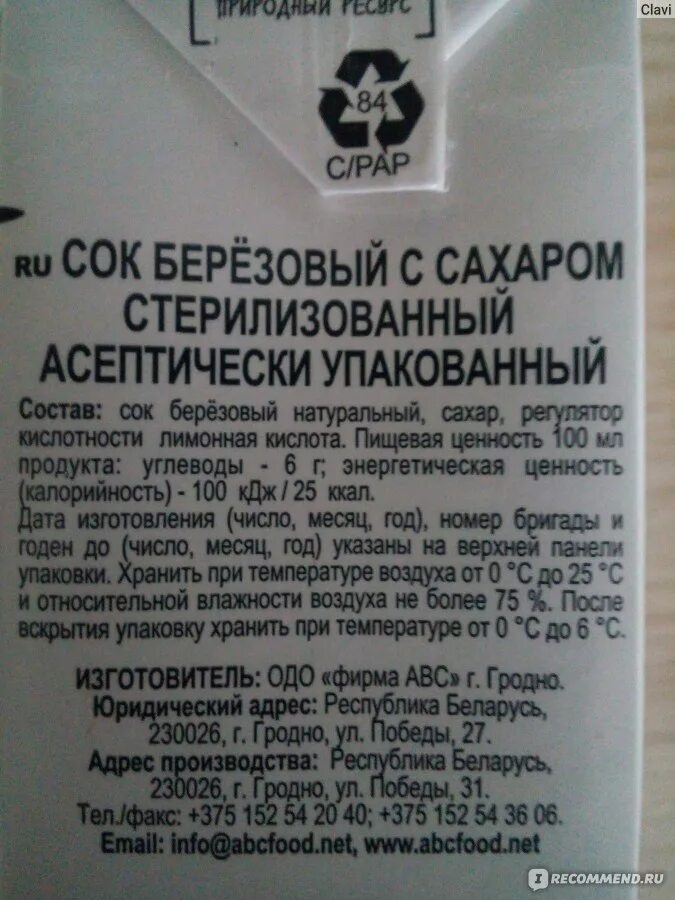 Clavi
ПРИРОДНЫЙ РЕСУРС
84
C/PAP
RU СОК БЕРЁЗОВЫЙ С САХАРОМ
СТЕРИЛИЗОВАННЫЙ
АСЕПТИЧЕСКИ УПАКОВАННЫЙ
Состав: сок берёзовый натуральный, сахар, регулятор
кислотности лимонная кислота. Пищевая ценность 100 мл
продукта: углеводы - 6 г; энергетическая ценность
(калорийность) - 100 кДж / 25 ккал.
Дата изготовления (число, месяц, год), номер бригады и
годен до (число, месяц, год) указаны на верхней панели
упаковки. Хранить при температуре воздуха от 0 °С до 25 °С
и относительной влажности воздуха не более 75 %. После
вскрытия упаковку хранить при температуре от 0 °С до 6 °С.
ИЗГОТОВИТЕЛЬ: ОДО «фирма АВС» г. Гродно.
Юридический адрес: Республика Беларусь,
230026, г. Гродно, ул. Победы, 27.
Адрес производства: Республика Беларусь,
230026, г. Гродно, ул. Победы, 31.
Тел./факс: +375 152 54 20 40; +375 152 54 36 06.
Email: info@abcfood.net, www.abcfood.net
IRECOMMEND.RU